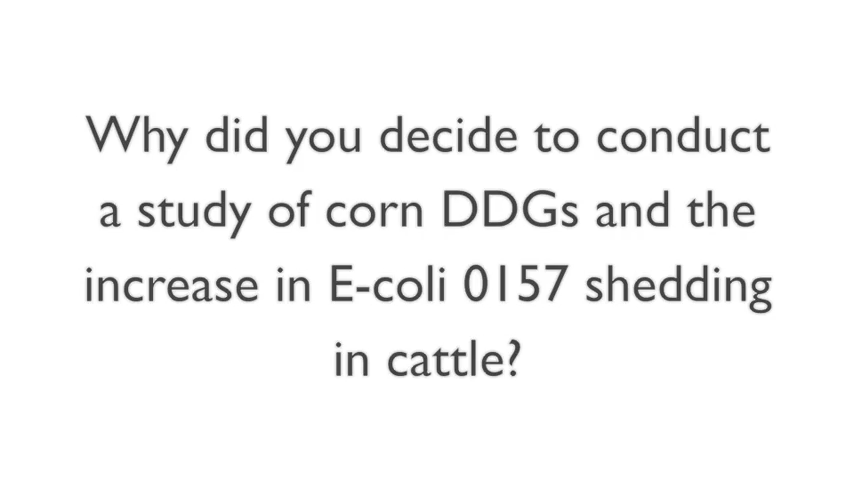 Why did you decide to conduct
a study of corn DDGs and the
increase in E-coli 0157 shedding
in cattle?